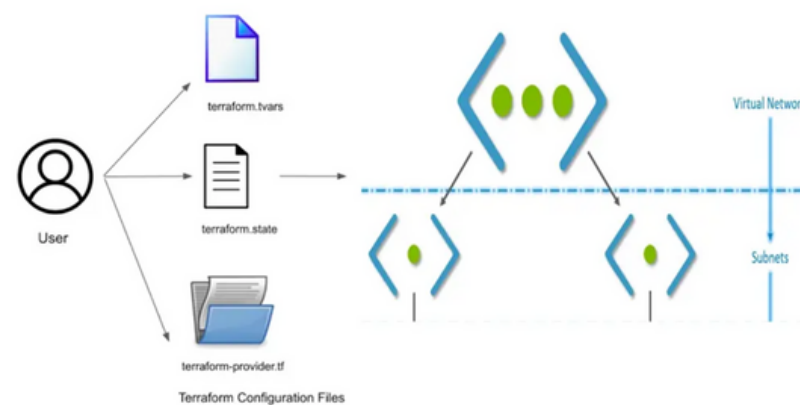 terraform.tvars
Virtual Networ
terraform.state
User
Subnets
terraform-provider.tf
Terraform Configuration Files